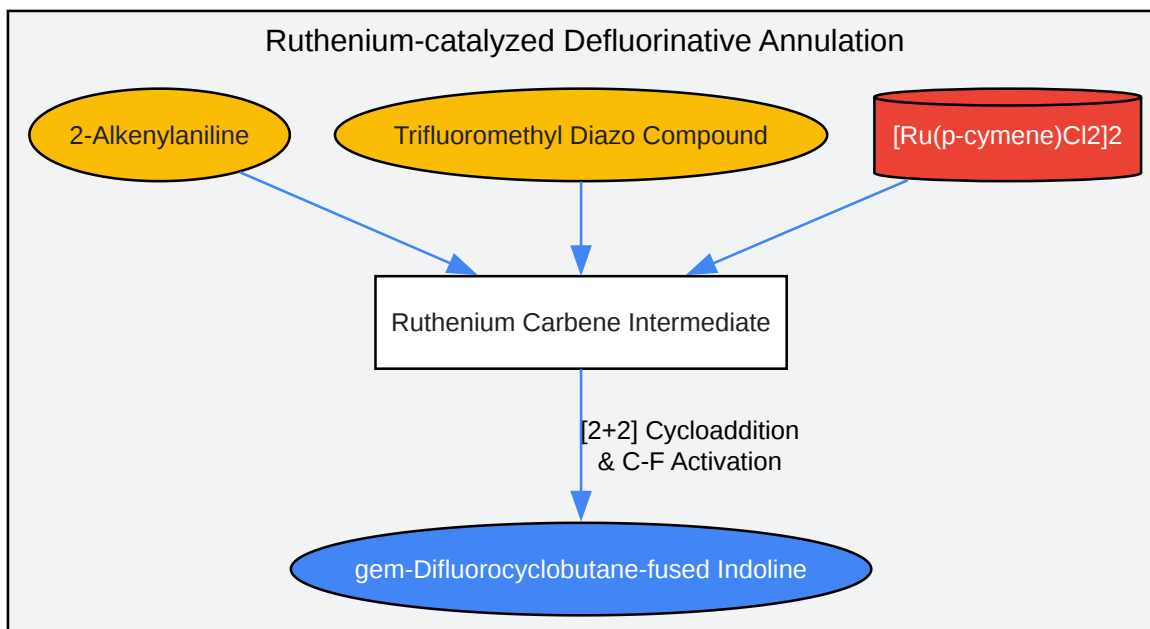 Ruthenium-catalyzed Defluorinative Annulation
2-Alkenylaniline
Trifluoromethyl Diazo Compound
[Ru(p-cymene)Cl2]2
Ruthenium Carbene Intermediate
[2+2] Cycloaddition
& C-F Activation
gem-Difluorocyclobutane-fused Indoline